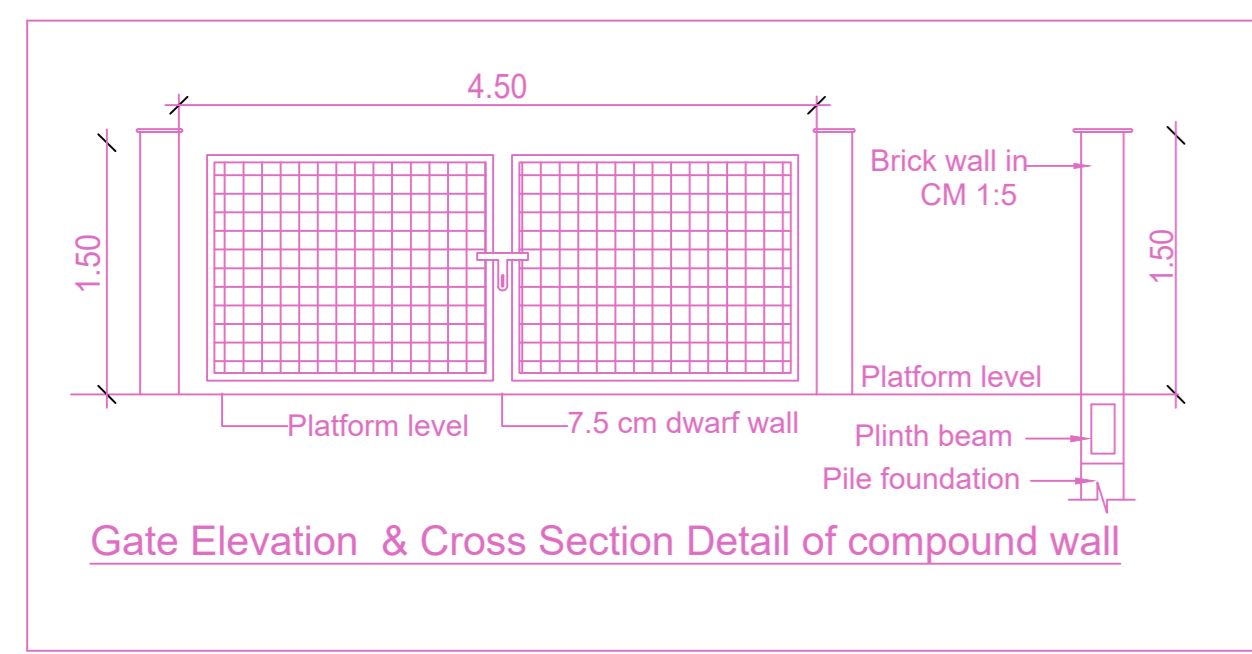 4.50
1.50
Brick wall in
CM 1:5
1.50
Platform level
Platform level
7.5 cm dwarf wall
Plinth beam
Pile foundation
Gate Elevation & Cross Section Detail of compound wall